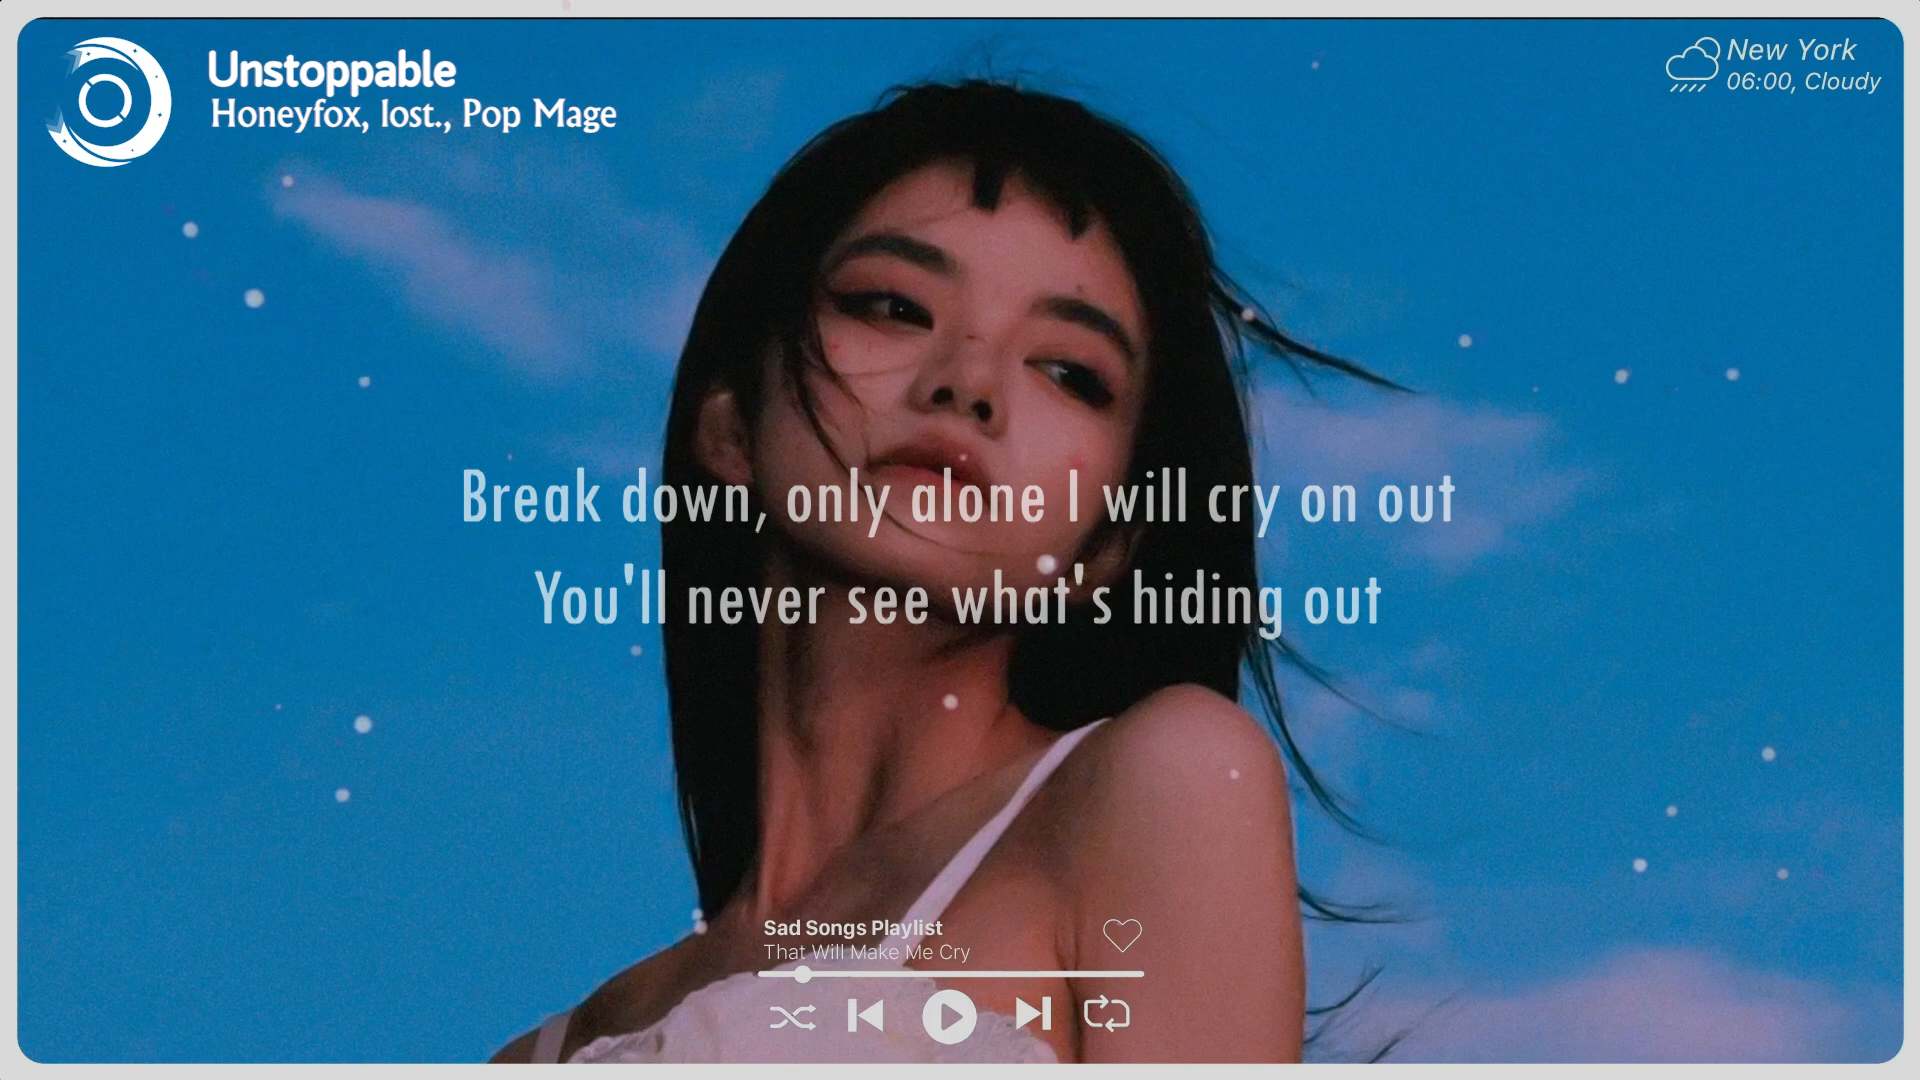 Unstoppable
Honeyfox, lost., Pop Mage
New York
06:00, Cloudy
Break down, only alone I will cry on out
You'll never see what's hiding out
Sad Songs Playlist
That Will Make Me Cry